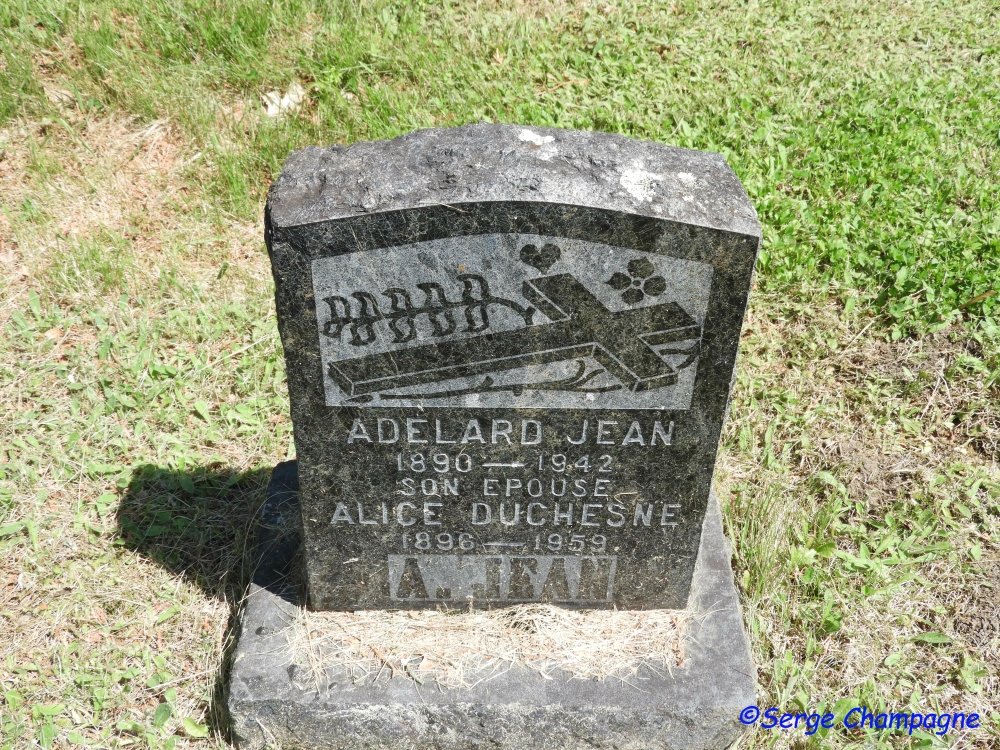 ADELARD JEAN
1890 — 1942
SON EPOUSE
ALICE DUCHESNE
1896 — 1959
A. JEAN
©Serge Champagne